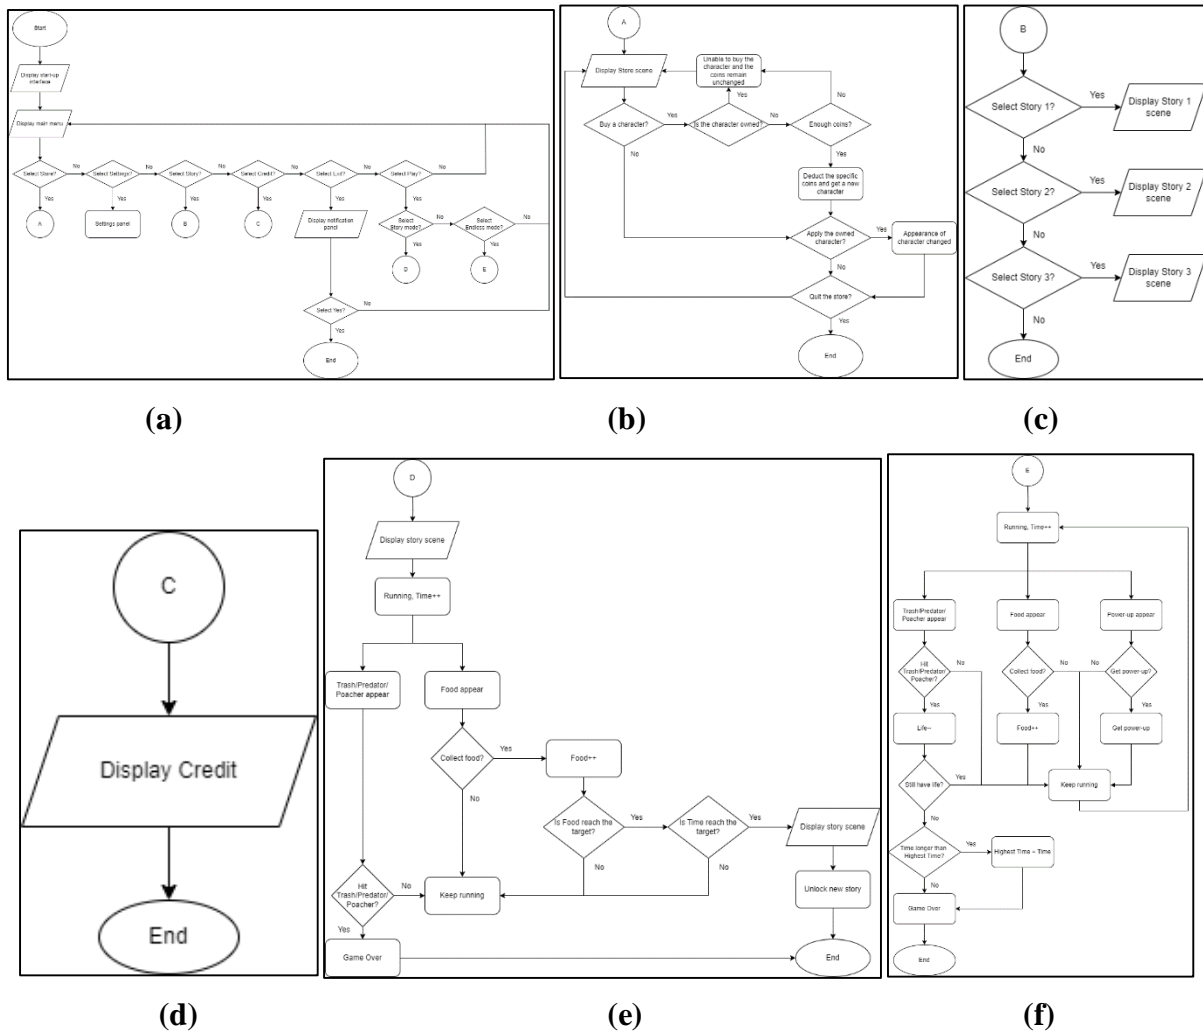 Start
Display start-up
interface
Display main menu
Select Store?
No
Select Settings?
No
Select Story?
No
Select Credit?
No
Select Exit?
No
Select Play?
No
Yes
Yes
Yes
Yes
Yes
Yes
A
Settings panel
B
C
Display notification
panel
Select
Story mode?
No
Select
Endless mode?
No
Yes
Yes
D
E
Select Yes?
No
Yes
End
(a)
A
Display Store scene
Unable to buy the
character and the
coins remain
unchanged
Yes
No
Buy a character?
Yes
Is the character owned?
No
Enough coins?
No
Yes
Deduct the specific
coins and get a new
character
Apply the owned
character?
Yes
Appearance of
character changed
No
Quit the store?
Yes
End
(b)
B
Select Story 1?
Yes
Display Story 1
scene
No
Select Story 2?
Yes
Display Story 2
scene
No
Select Story 3?
Yes
Display Story 3
scene
No
End
(c)
C
Display Credit
End
(d)
D
Display story scene
Running, Time++
Trash/Predator/
Poacher appear
Food appear
Collect food?
Yes
Food++
No
Is Food reach the
target?
Yes
Is Time reach the
target?
Yes
Display story scene
No
No
Hit
Trash/Predator/
Poacher?
No
Keep running
Unlock new story
Yes
Game Over
End
(e)
E
Running, Time++
Trash/Predator/
Poacher appear
Food appear
Power-up appear
Hit
Trash/Predator/
Poacher?
No
Collect food?
No
No
Get power-up?
Yes
Yes
Yes
Life--
Food++
Get power-up
Still have life?
Yes
Keep running
No
Time longer than
Highest Time?
Yes
Highest Time = Time
No
Game Over
End
(f)